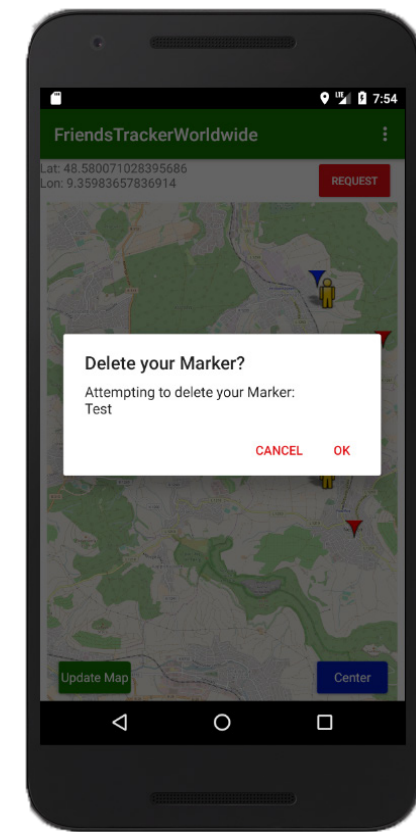 LTE 7:54
FriendsTrackerWorldwide
Lat: 48.580071028395686
Lon: 9.35983657836914
REQUEST
Delete your Marker?
Attempting to delete your Marker:
Test
CANCEL OK
Update Map
Center